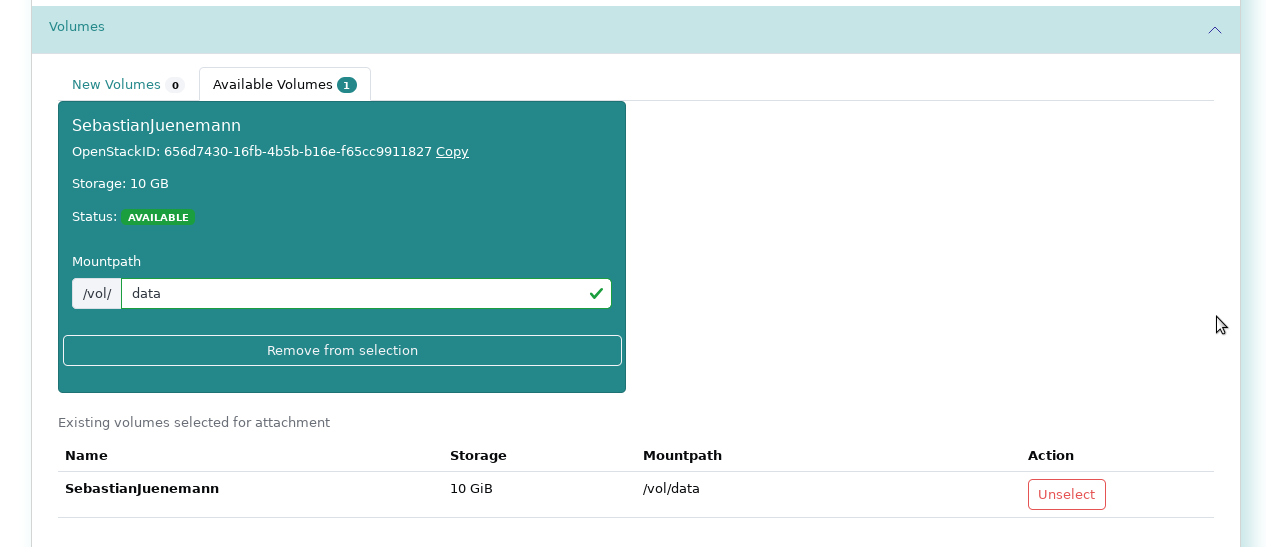 Volumes
New Volumes 0 Available Volumes 1
SebastianJuenemann
OpenStackID: 656d7430-16fb-4b5b-b16e-f65cc9911827 Copy
Storage: 10 GB
Status: AVAILABLE
Mountpath
/vol/ data
Remove from selection
Existing volumes selected for attachment
Name Storage Mountpath Action
SebastianJuenemann 10 GiB /vol/data Unselect